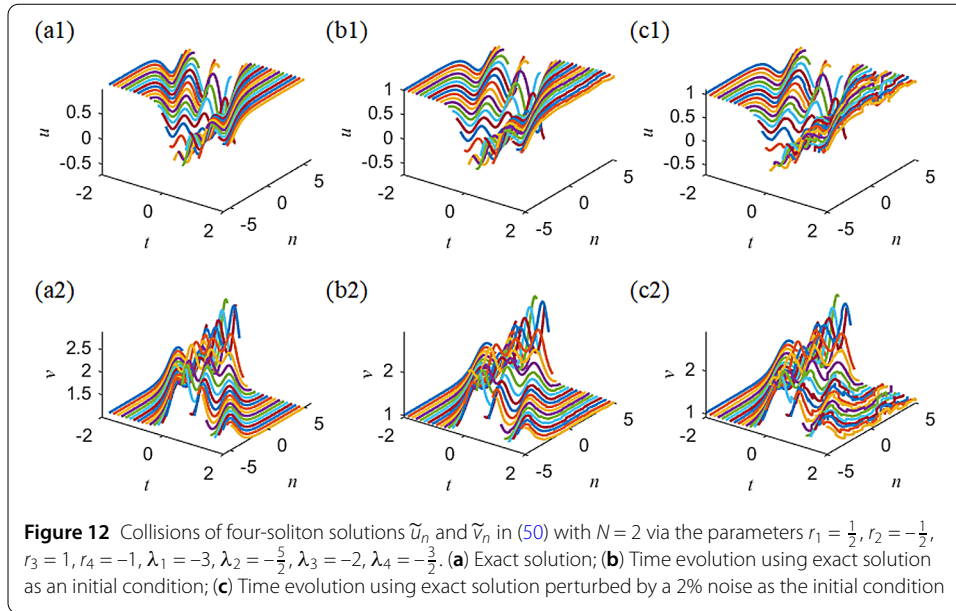 (a1) (b1) (c1)
0.5
0
-0.5
u
-2
0
2
t
-5
0
5
n
1
0.5
0
-0.5
u
-2
0
2
t
-5
0
5
n
1
0.5
0
-0.5
u
-2
0
2
t
-5
0
5
n
(a2) (b2) (c2)
2.5
2
1.5
v
-2
0
2
t
-5
0
5
n
2
1
v
-2
0
2
t
-5
0
5
n
2
1
v
-2
0
2
t
-5
0
5
n
Figure 12 Collisions of four-soliton solutions ũₙ and ṽₙ in (50) with N = 2 via the parameters r₁ = 1/2, r₂ = −1/2,
r₃ = 1, r₄ = −1, λ₁ = −3, λ₂ = −5/2, λ₃ = −2, λ₄ = −3/2. (a) Exact solution; (b) Time evolution using exact solution
as an initial condition; (c) Time evolution using exact solution perturbed by a 2% noise as the initial condition